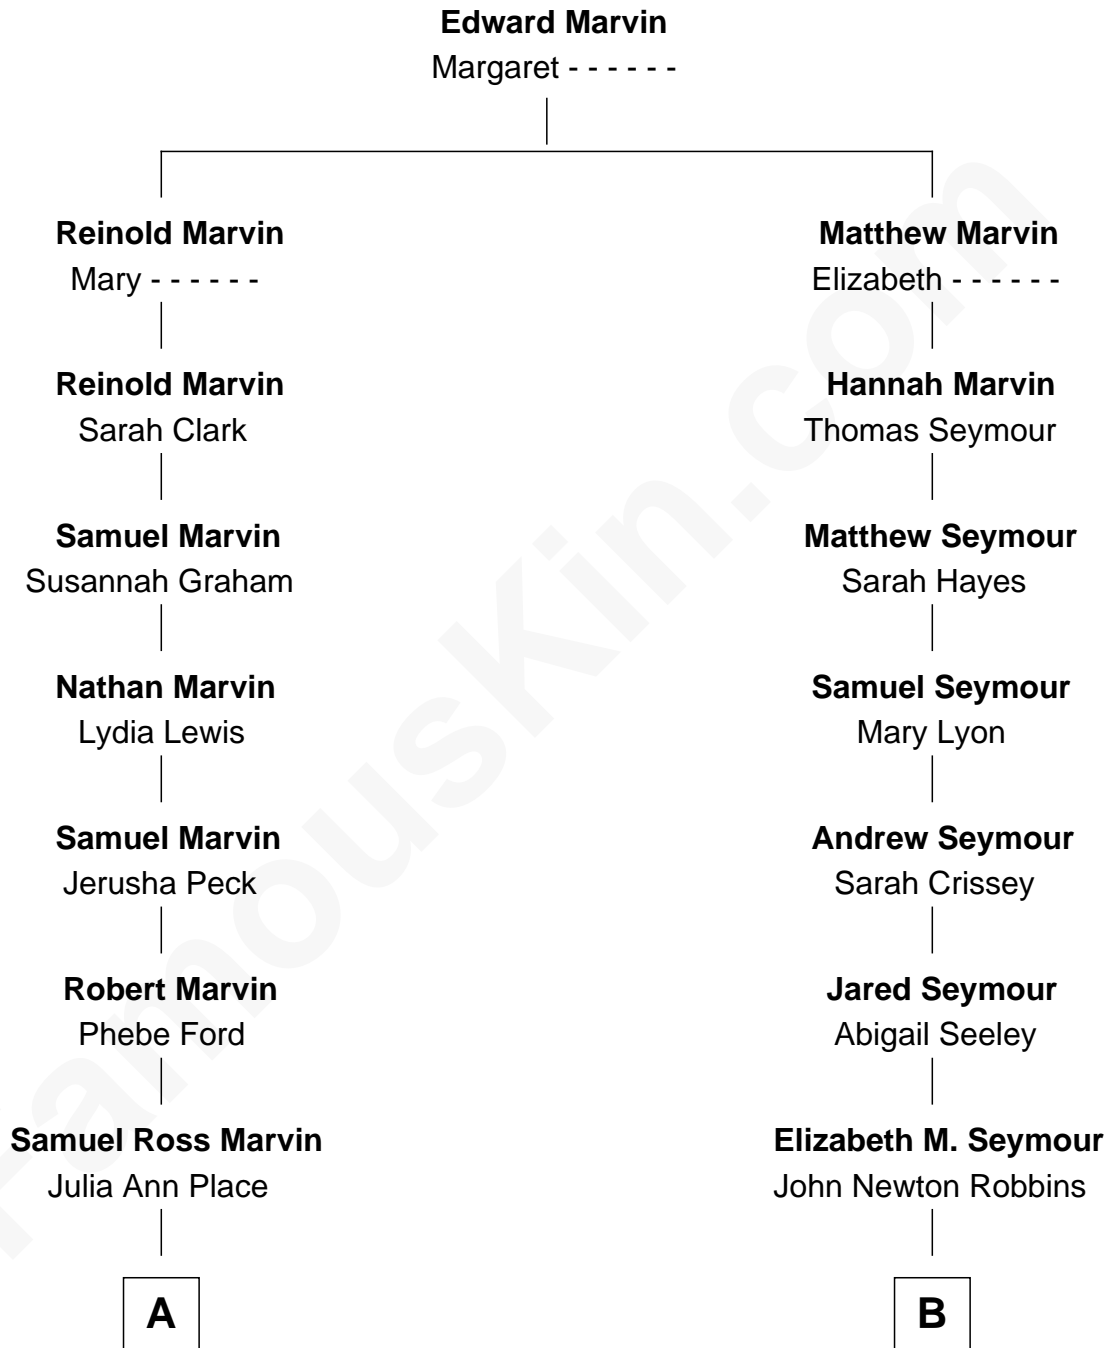 Edward Marvin
Margaret - - - - - -
Reinold Marvin
Mary - - - - - -
Matthew Marvin
Elizabeth - - - - - -
Reinold Marvin
Sarah Clark
Hannah Marvin
Thomas Seymour
Samuel Marvin
Susannah Graham
Matthew Seymour
Sarah Hayes
Nathan Marvin
Lydia Lewis
Samuel Seymour
Mary Lyon
Samuel Marvin
Jerusha Peck
Andrew Seymour
Sarah Crissey
Robert Marvin
Phebe Ford
Jared Seymour
Abigail Seeley
Samuel Ross Marvin
Julia Ann Place
Elizabeth M. Seymour
John Newton Robbins
A
B
FamousKin.com